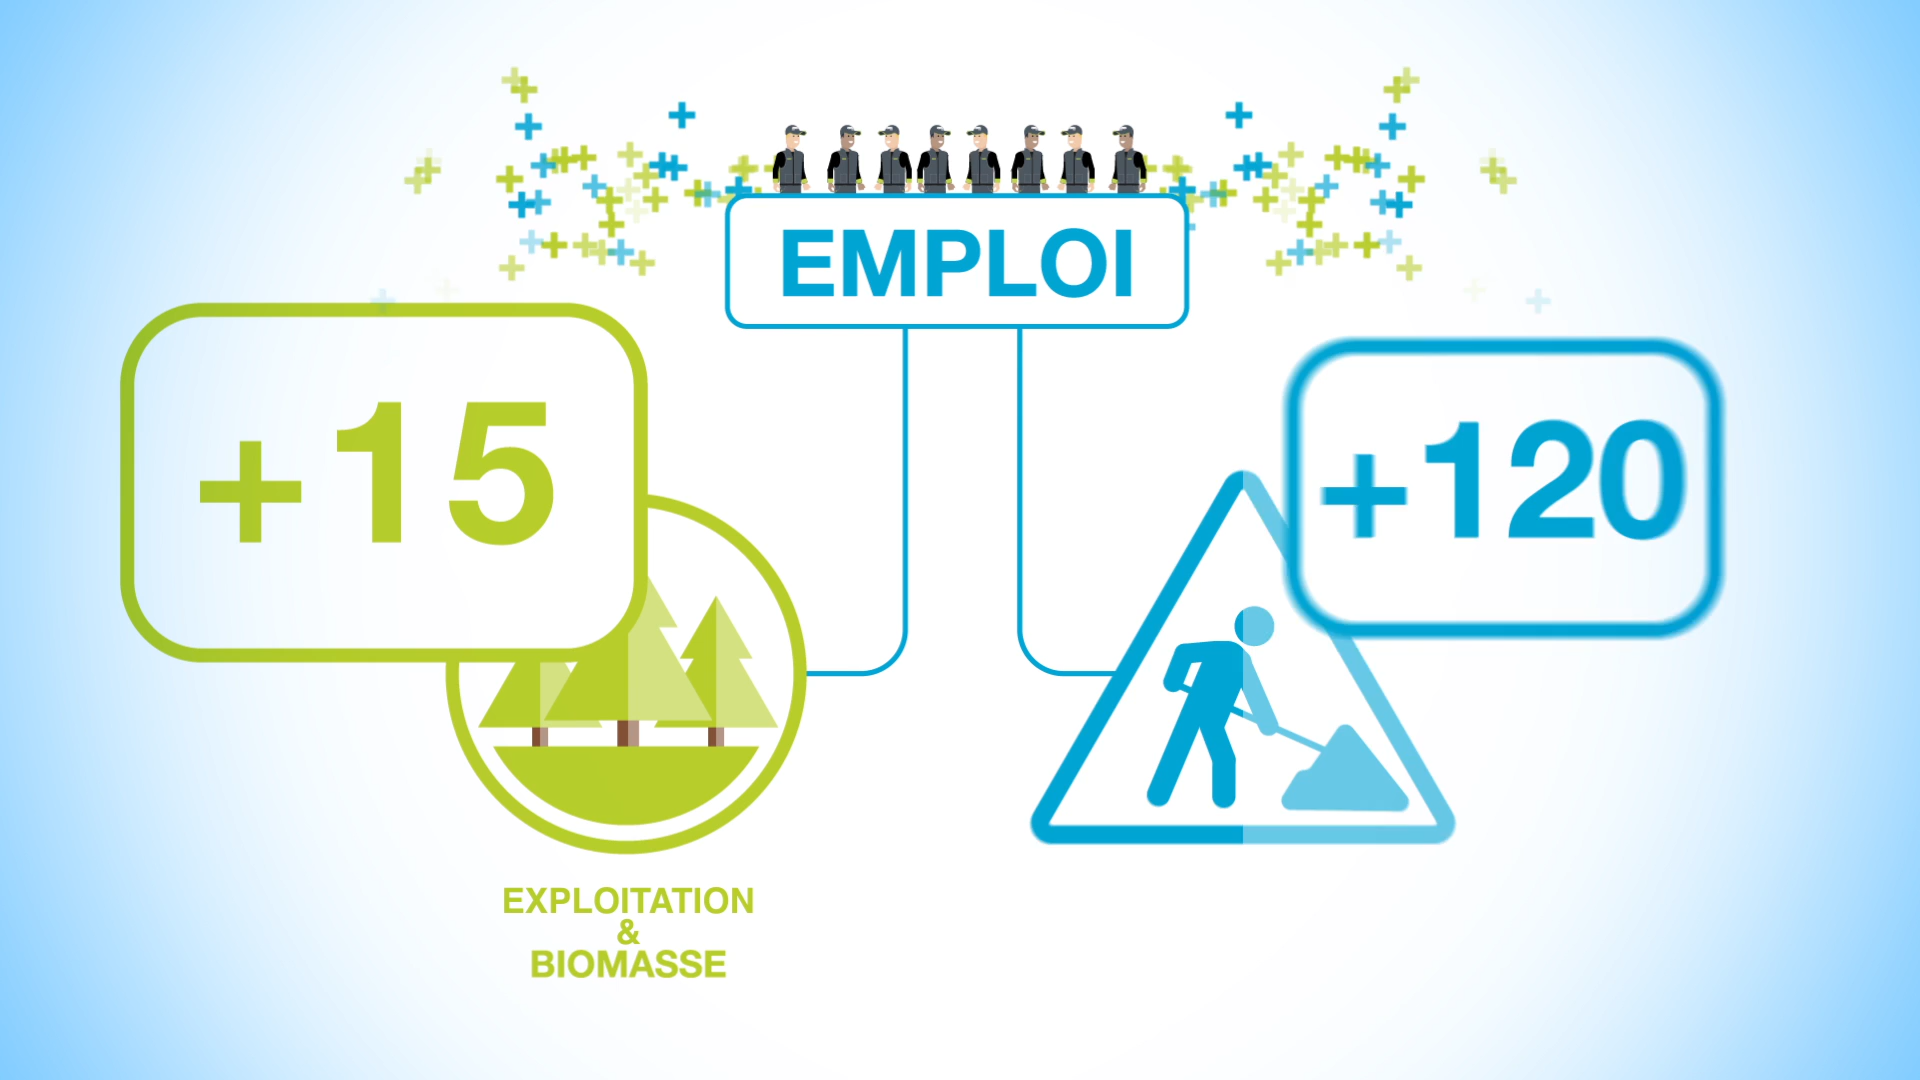 EMPLOI
+15
+120
EXPLOITATION
&
BIOMASSE